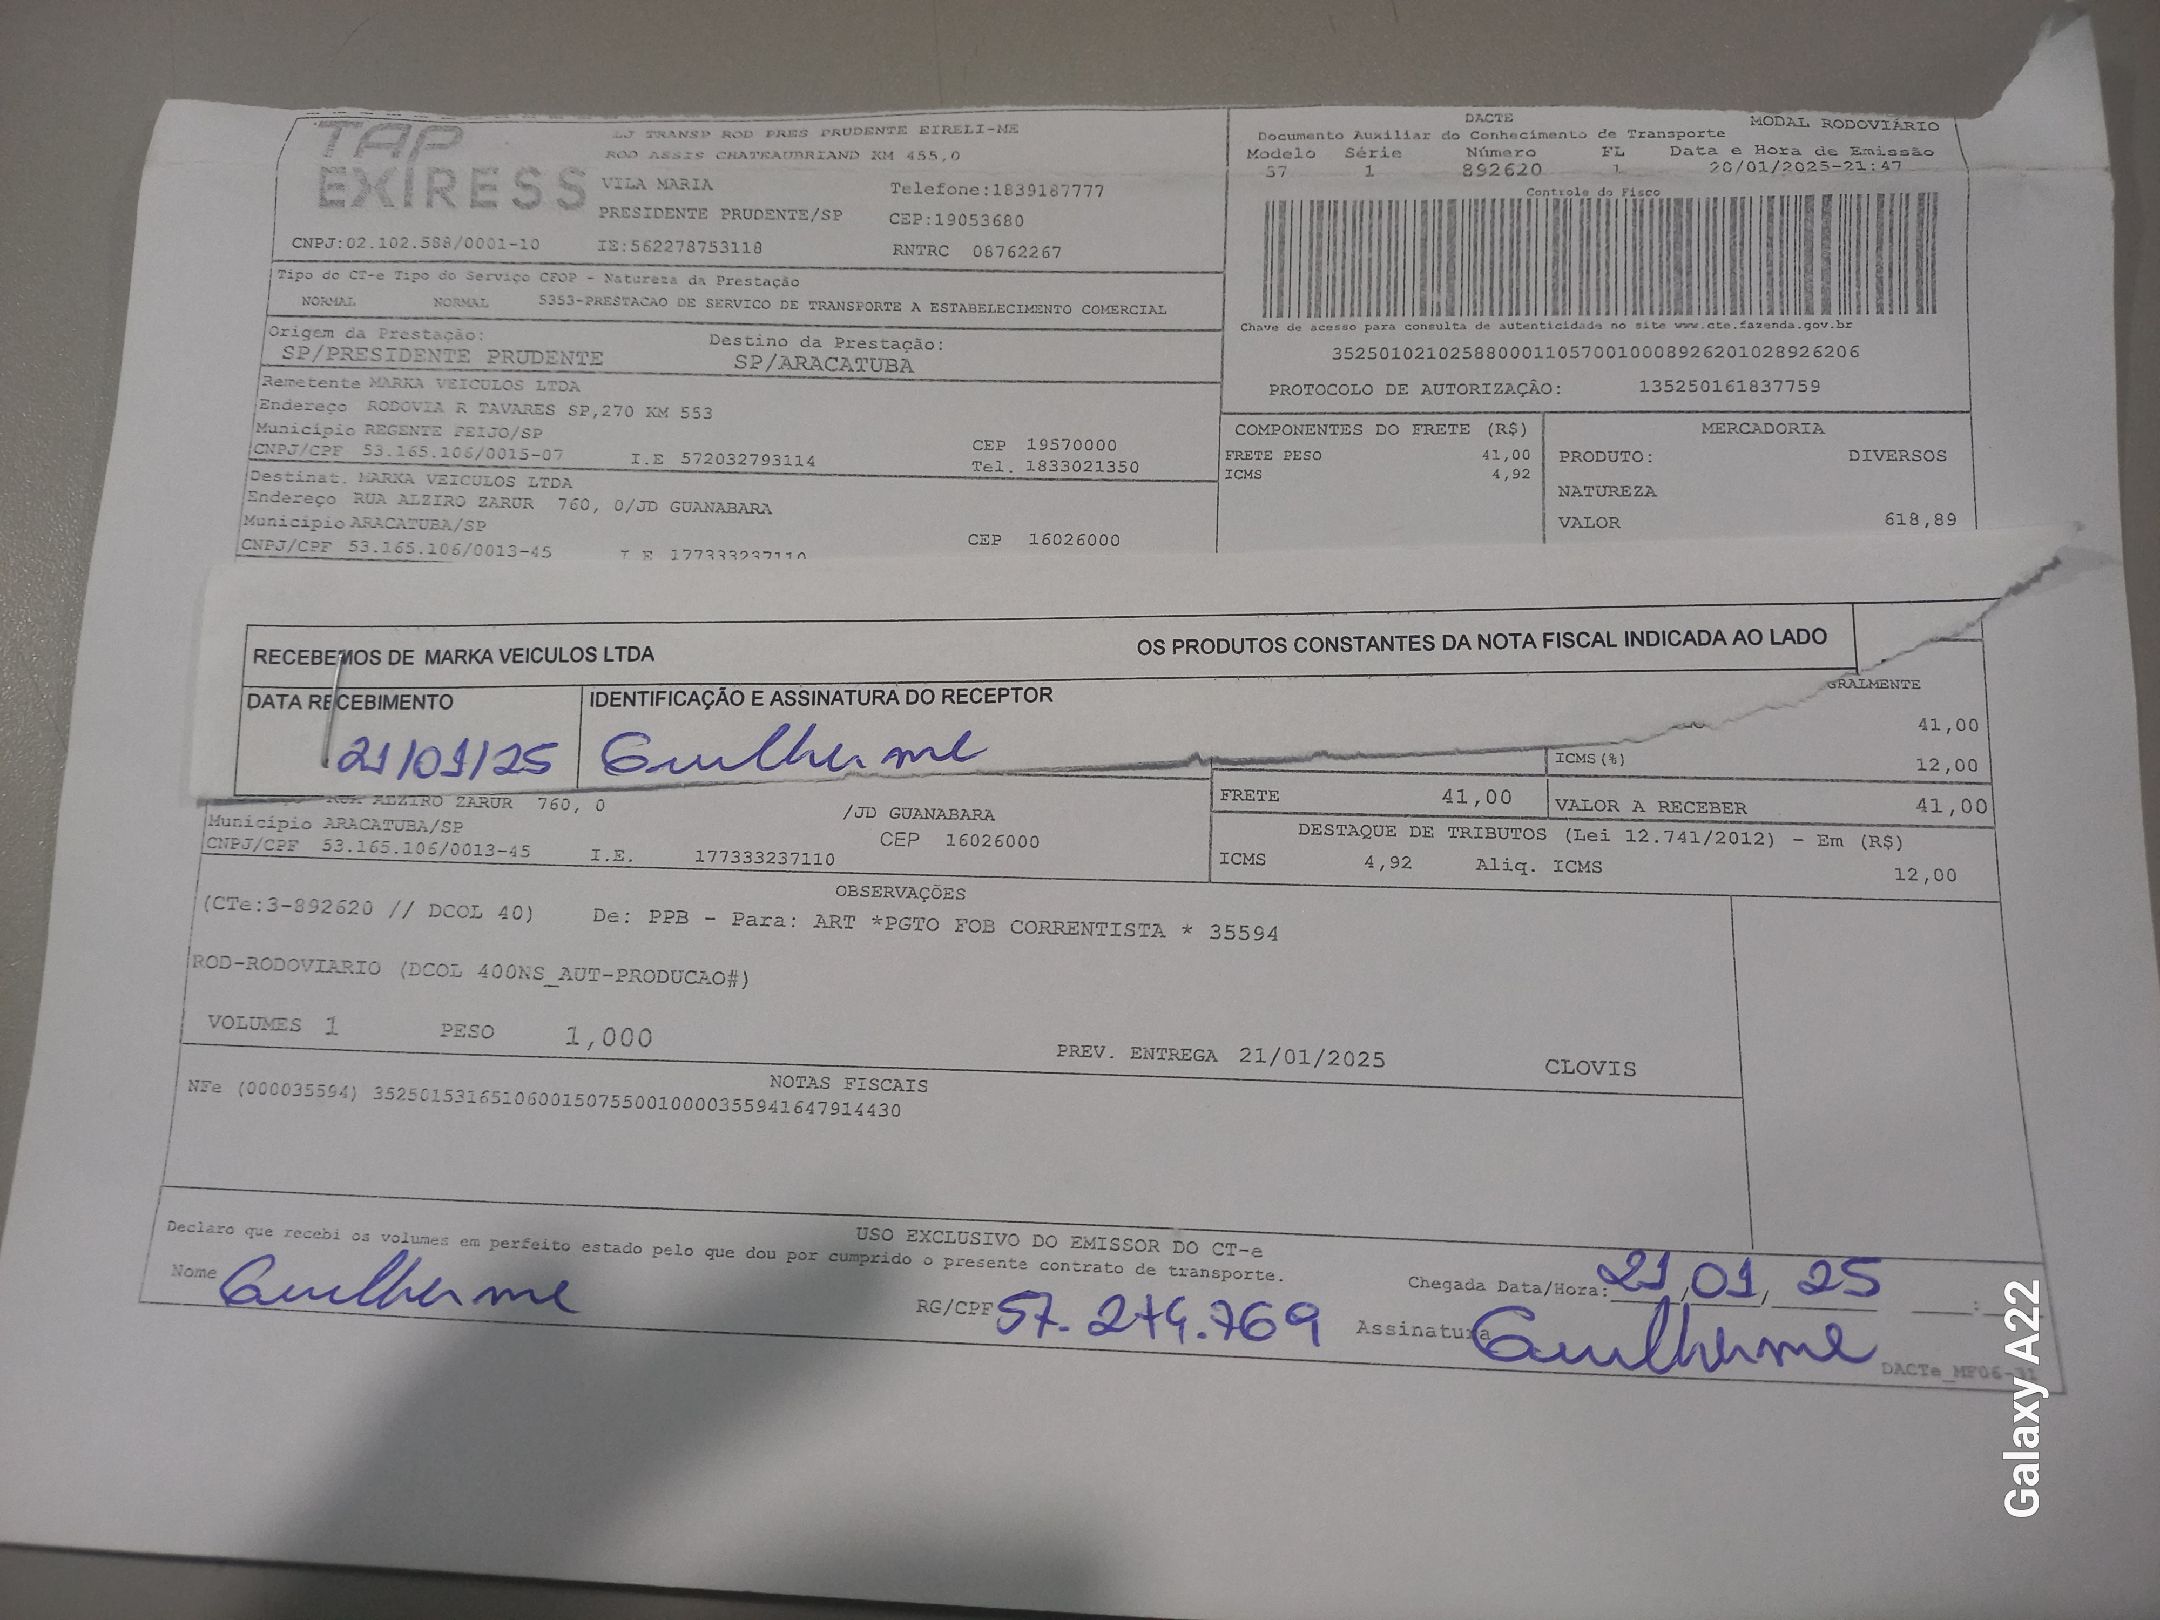 TAP
EXIRESS
LJ TRANSP ROD PRES PRUDENTE EIRELI-ME
ROD ASSIS CHATEAUBRIAND KM 455,0
VILA MARIA Telefone:1839187777
PRESIDENTE PRUDENTE/SP CEP:19053680
CNPJ:02.102.588/0001-10 IE:562278753118 RNTRC 08762267
DACTE MODAL RODOVIÁRIO
Documento Auxiliar do Conhecimento de Transporte
Modelo Série Número FL Data e Hora de Emissão
57 1 892620 1 20/01/2025-21:47
Controle do Fisco
Chave de acesso para consulta de autenticidade no site www.cte.fazenda.gov.br
35250102102588000110570010008926201028926206
PROTOCOLO DE AUTORIZAÇÃO: 135250161837759
Tipo do CT-e Tipo do Serviço CFOP - Natureza da Prestação
NORMAL NORMAL 5353-PRESTACAO DE SERVICO DE TRANSPORTE A ESTABELECIMENTO COMERCIAL
Origem da Prestação: Destino da Prestação:
SP/PRESIDENTE PRUDENTE SP/ARACATUBA
Remetente MARKA VEICULOS LTDA
Endereço RODOVIA R TAVARES SP,270 KM 553
Município REGENTE FEIJO/SP CEP 19570000
CNPJ/CPF 53.165.106/0015-07 I.E 572032793114 Tel. 1833021350
Destinat. MARKA VEICULOS LTDA
Endereço RUA ALZIRO ZARUR 760, 0/JD GUANABARA
Município ARACATUBA/SP CEP 16026000
CNPJ/CPF 53.165.106/0013-45 I E 177333237110
COMPONENTES DO FRETE (R$) MERCADORIA
FRETE PESO 41,00 PRODUTO: DIVERSOS
ICMS 4,92 NATUREZA
VALOR 618,89
RECEBEMOS DE MARKA VEICULOS LTDA OS PRODUTOS CONSTANTES DA NOTA FISCAL INDICADA AO LADO
DATA RECEBIMENTO IDENTIFICAÇÃO E ASSINATURA DO RECEPTOR
21/01/25 Guilherme
GRALMENTE
41,00
ICMS(%) 12,00
FRETE 41,00 VALOR A RECEBER 41,00
DESTAQUE DE TRIBUTOS (Lei 12.741/2012) - Em (R$)
ICMS 4,92 Aliq. ICMS 12,00
RUA ALZIRO ZARUR 760, 0 /JD GUANABARA
Município ARACATUBA/SP CEP 16026000
CNPJ/CPF 53.165.106/0013-45 I.E. 177333237110
OBSERVAÇÕES
(CTe:3-892620 // DCOL 40) De: PPB - Para: ART *PGTO FOB CORRENTISTA * 35594
ROD-RODOVIARIO (DCOL 400NS_AUT-PRODUCAO#)
VOLUMES 1 PESO 1,000 PREV. ENTREGA 21/01/2025 CLOVIS
NOTAS FISCAIS
NFe (000035594) 35250153165106001507550010000355941647914430
USO EXCLUSIVO DO EMISSOR DO CT-e
Declaro que recebi os volumes em perfeito estado pelo que dou por cumprido o presente contrato de transporte.
Nome Guilherme RG/CPF 57.274.769 Chegada Data/Hora: 21,01, 25 :
Assinatura Guilherme
DACTe_MF06-31
Galaxy A22